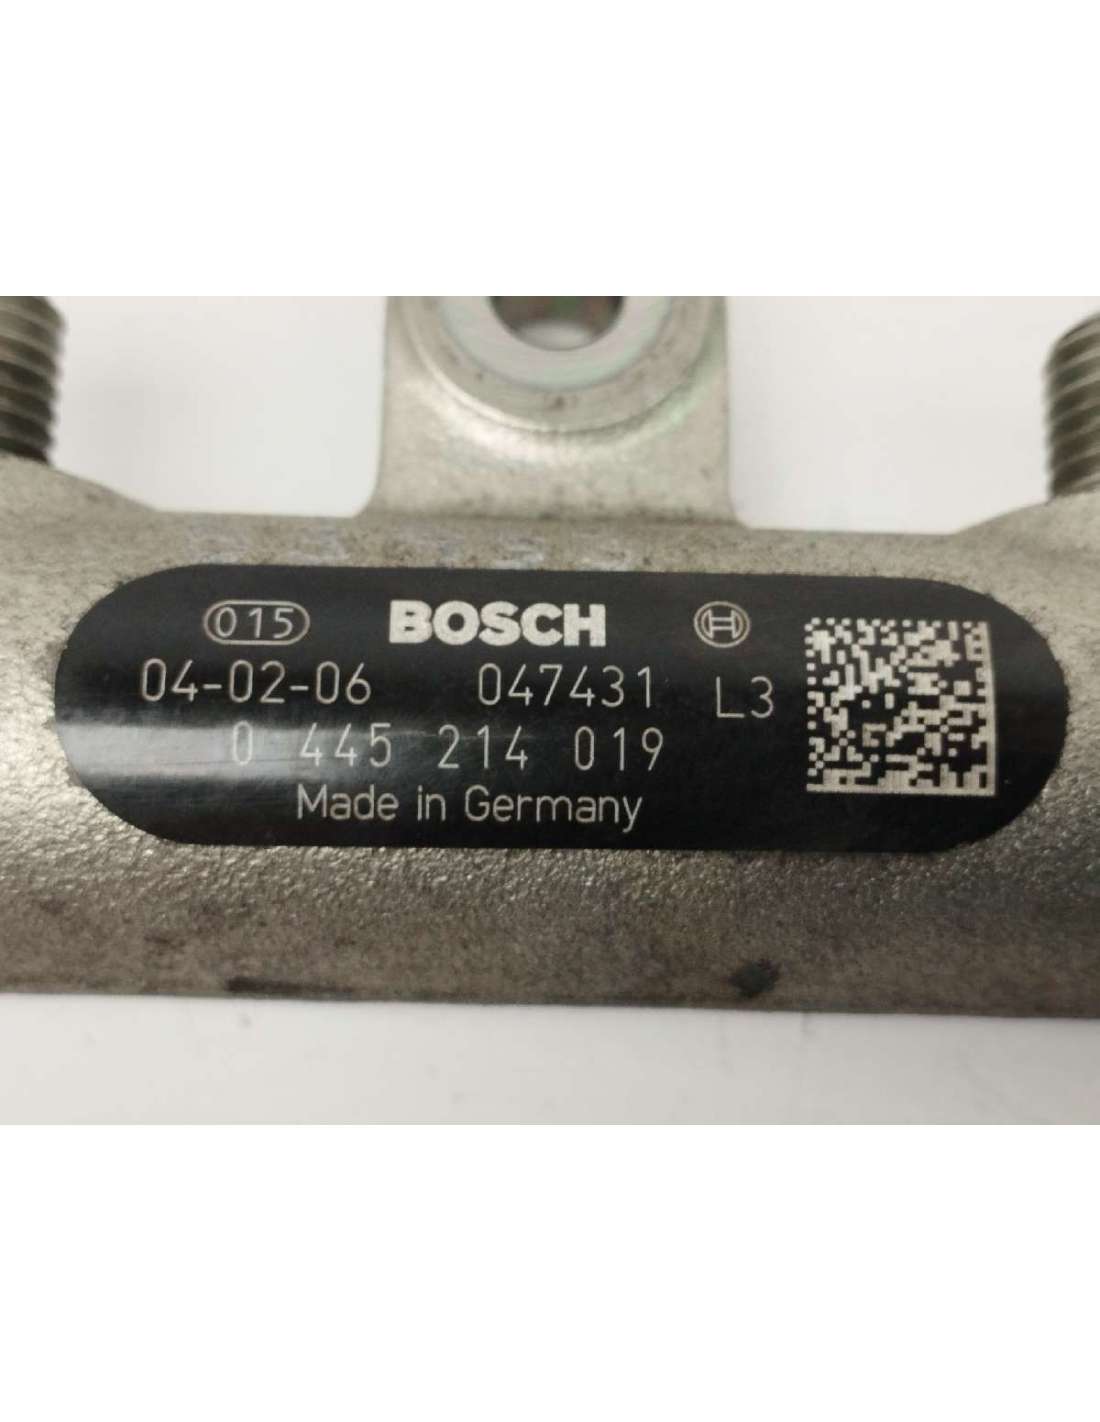 015 BOSCH
04-02-06 047431 L3
0 445 214 019
Made in Germany